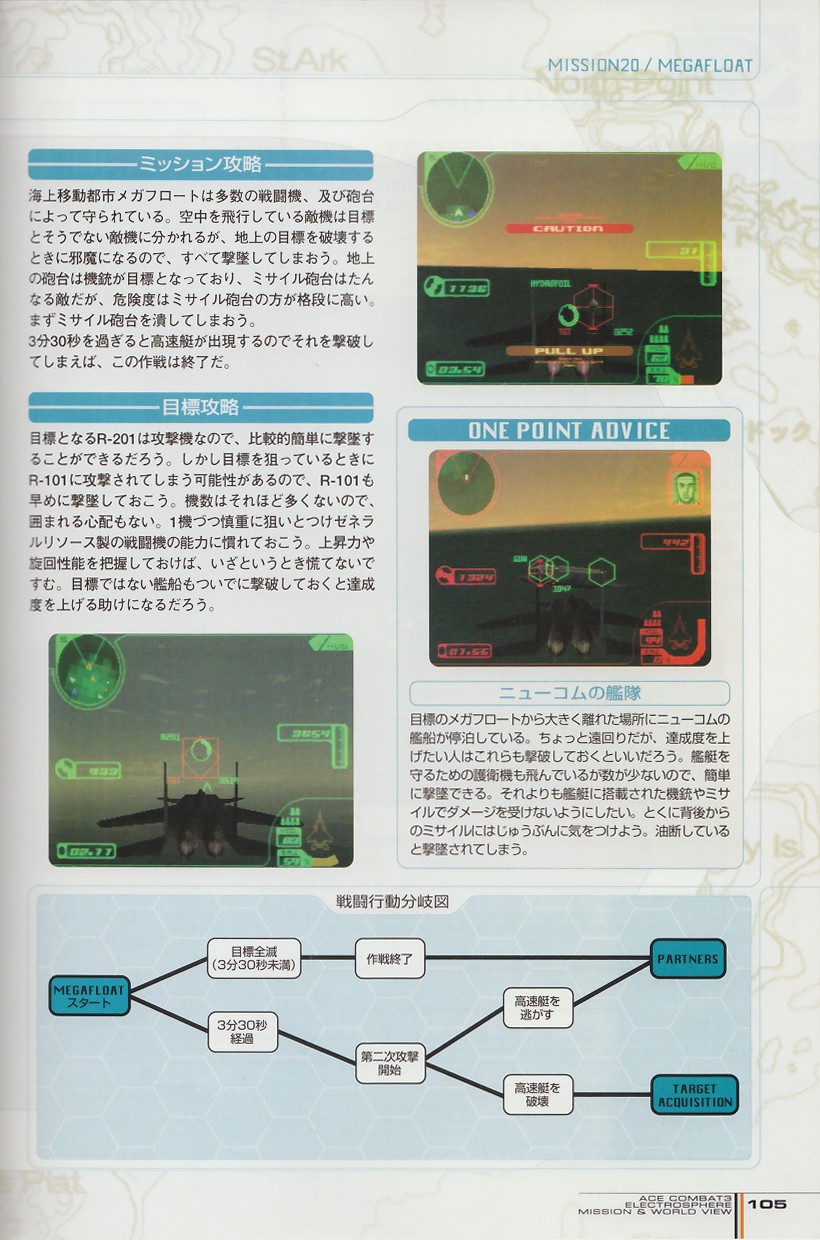 St.Ark
MISSION20 / MEGAFLOAT
North Point
ミッション攻略
海上移動都市メガフロートは多数の戦闘機、及び砲台
によって守られている。空中を飛行している敵機は目標
とそうでない敵機に分かれるが、地上の目標を破壊する
ときに邪魔になるので、すべて撃墜してしまおう。地上
の砲台は機銃が目標となっており、ミサイル砲台はたん
なる敵だが、危険度はミサイル砲台の方が格段に高い。
まずミサイル砲台を潰してしまおう。
3分30秒を過ぎると高速艇が出現するのでそれを撃破し
てしまえば、この作戦は終了だ。
目標攻略
目標となるR-201は攻撃機なので、比較的簡単に撃墜す
ることができるだろう。しかし目標を狙っているときに
R-101に攻撃されてしまう可能性があるので、R-101も
早めに撃墜しておこう。機数はそれほど多くないので、
囲まれる心配もない。1機づつ慎重に狙いとつけゼネラ
ルリソース製の戦闘機の能力に慣れておこう。上昇力や
旋回性能を把握しておけば、いざというとき慌てないで
すむ。目標ではない艦船もついでに撃破しておくと達成
度を上げる助けになるだろう。
933
3654
02.77
CAUTION
31
1736
HYDROFOIL
TGT
0252
PULL UP
03.54
ONE POINT ADVICE
442
1324
GUN
1047
01.55
ニューコムの艦隊
目標のメガフロートから大きく離れた場所にニューコムの
艦船が停泊している。ちょっと遠回りだが、達成度を上
げたい人はこれらも撃破しておくといいだろう。艦艇を
守るための護衛機も飛んでいるが数が少ないので、簡単
に撃墜できる。それよりも艦艇に搭載された機銃やミサ
イルでダメージを受けないようにしたい。とくに背後から
のミサイルにはじゅうぶんに気をつけよう。油断している
と撃墜されてしまう。
ドック
戦闘行動分岐図
MEGAFLOAT
スタート
目標全滅
(3分30秒未満)
作戦終了
PARTNERS
3分30秒
経過
第二次攻撃
開始
高速艇を
逃がす
高速艇を
破壊
TARGET
ACQUISITION
ACE COMBAT3
ELECTROSPHERE
MISSION & WORLD VIEW
105